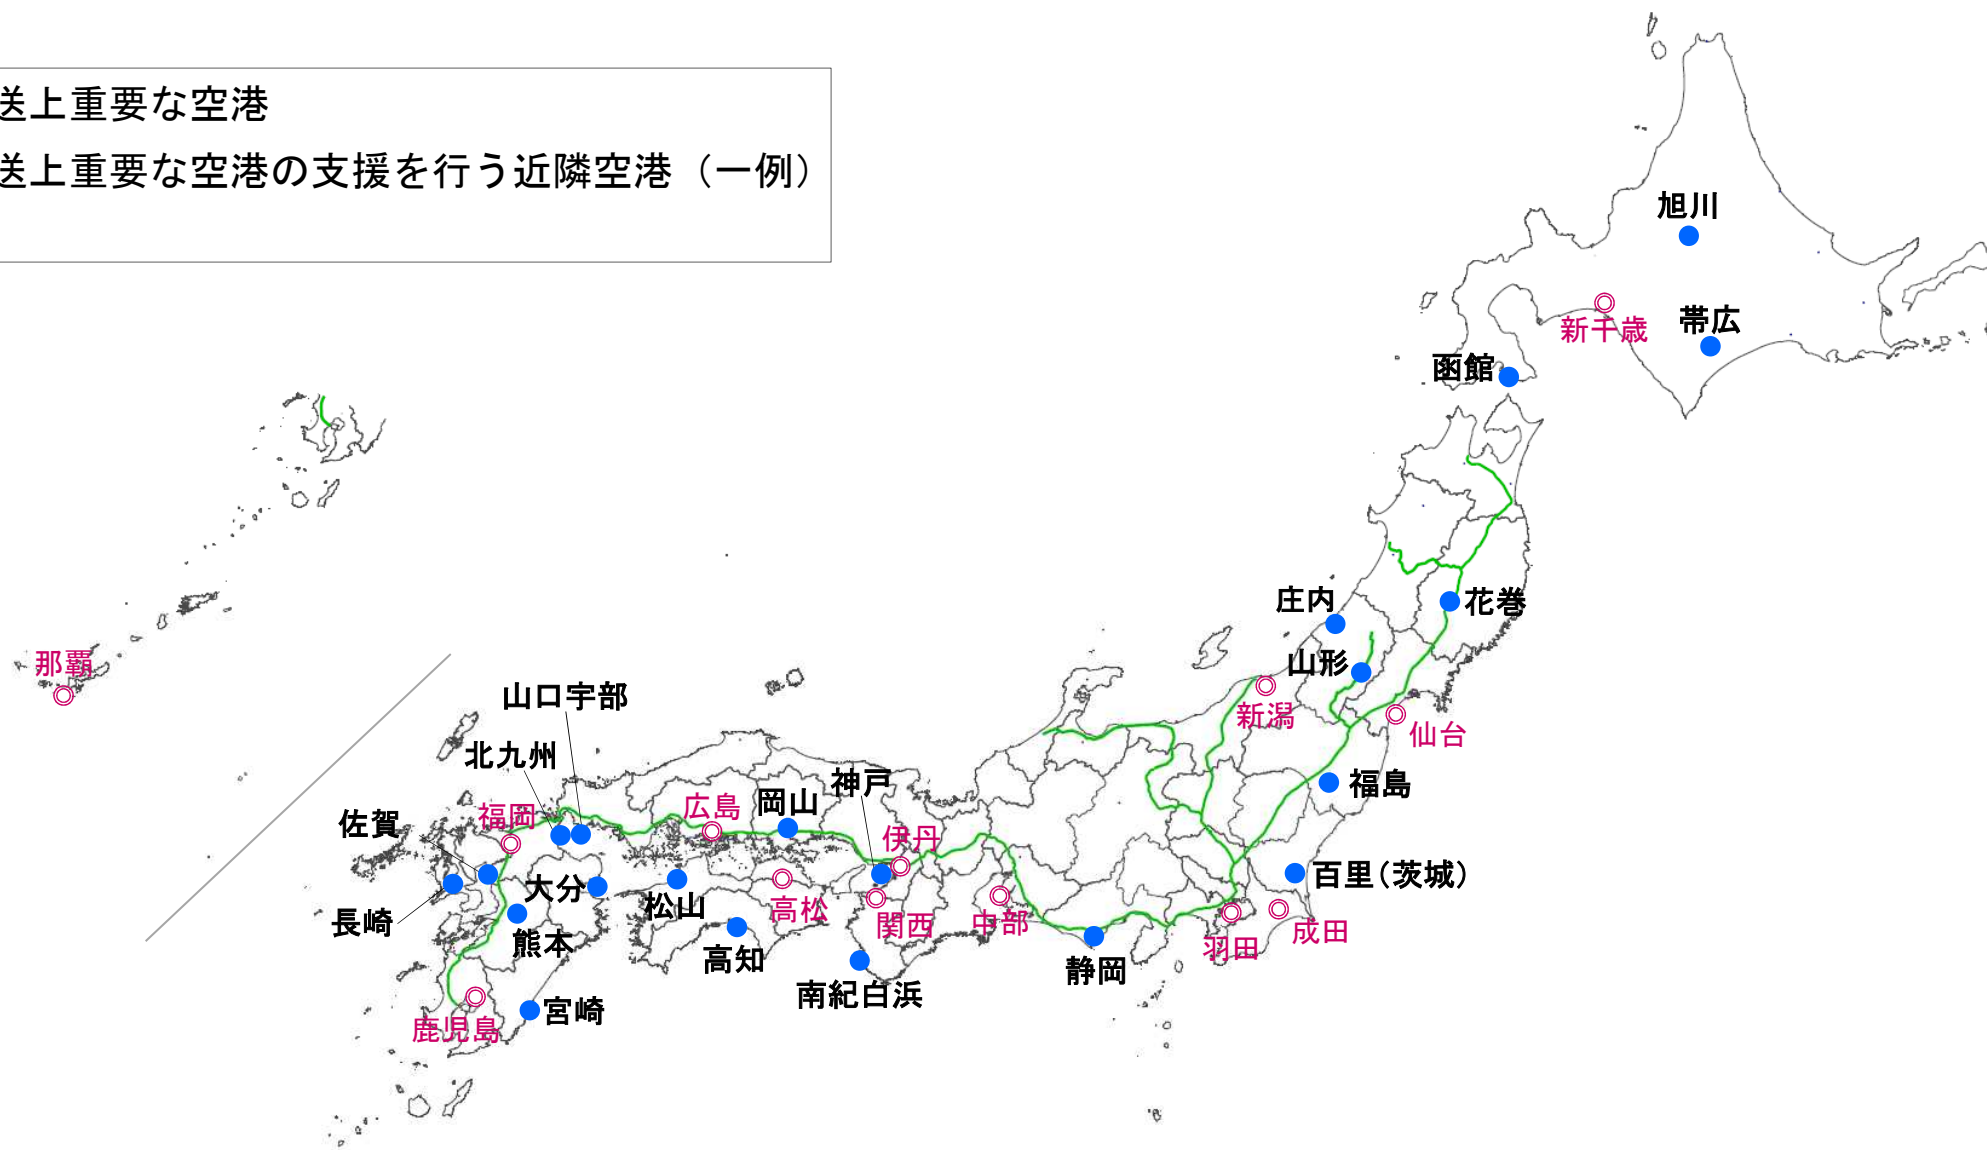 送上重要な空港
送上重要な空港の支援を行う近隣空港（一例）
旭川
新千歳
帯広
函館
庄内
花巻
山形
那覇
山口宇部
新潟
仙台
北九州
神戸
福島
佐賀
福岡
広島
岡山
伊丹
百里（茨城）
大分
松山
高松
長崎
関西
中部
成田
熊本
羽田
高知
静岡
南紀白浜
宮崎
鹿児島